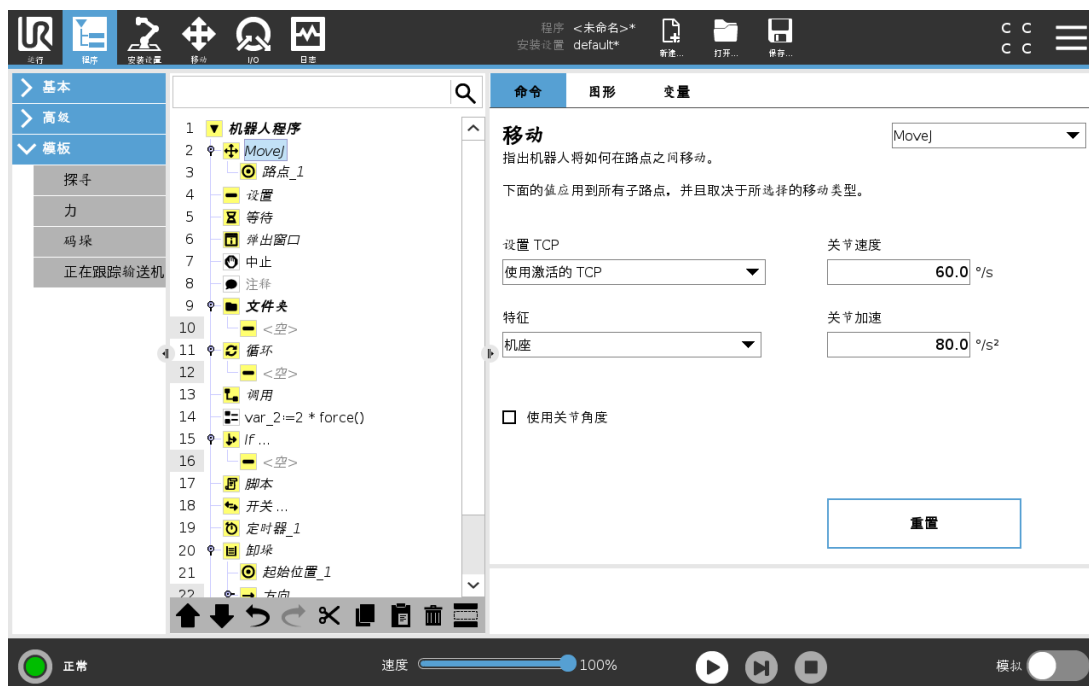 UR
运行 程序 安装设置 移动 I/O 日志
程序 <未命名>*
安装设置 default*
新建... 打开... 保存...
C C
C C
基本
高级
模板
探寻
力
码垛
正在跟踪输送机
1 机器人程序
2 MoveJ
3 路点_1
4 设置
5 等待
6 弹出窗口
7 中止
8 注释
9 文件夹
10 <空>
11 循环
12 <空>
13 调用
14 var_2:=2 * force()
15 If ...
16 <空>
17 脚本
18 开关 ...
19 定时器_1
20 卸垛
21 起始位置_1
22 方向
命令 图形 变量
移动
MoveJ
指出机器人将如何在路点之间移动。
下面的值应用到所有子路点，并且取决于所选择的移动类型。
设置 TCP
使用激活的 TCP
关节速度
60.0 °/s
特征
机座
关节加速
80.0 °/s²
使用关节角度
重置
正常
速度 100%
模拟